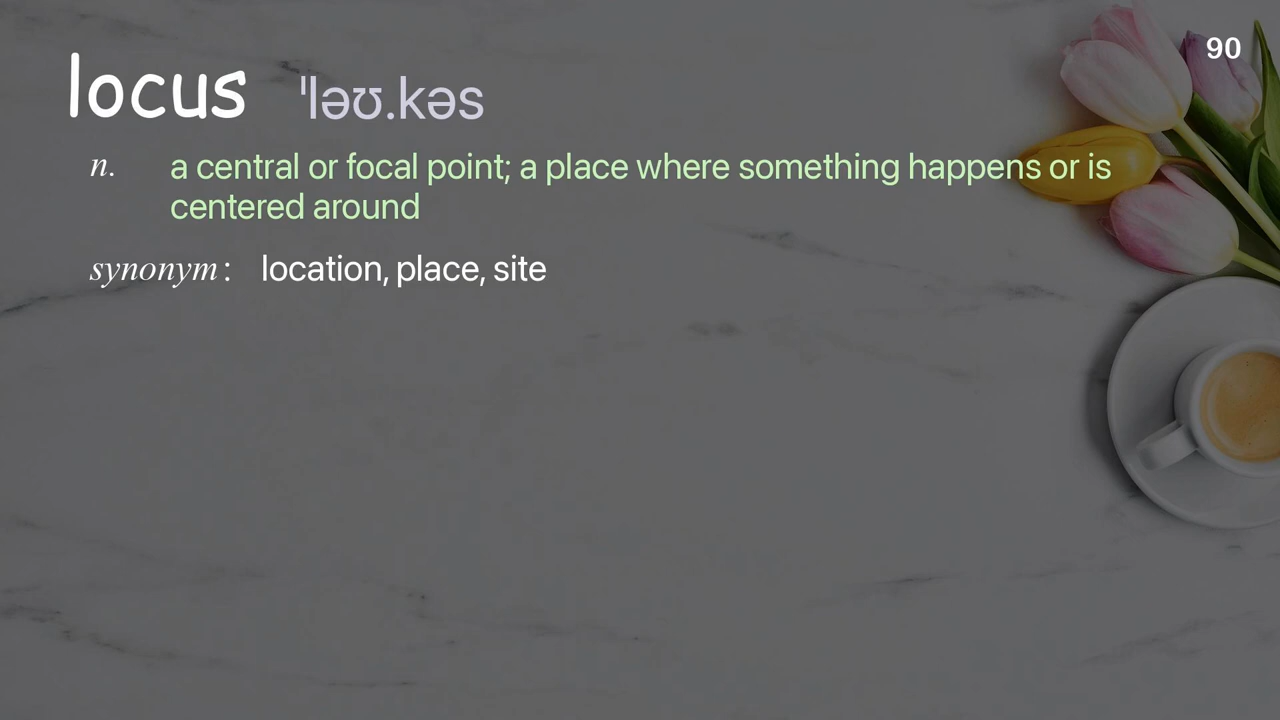 90
locus ˈləʊ.kəs
n. a central or focal point; a place where something happens or is
centered around
synonym: location, place, site